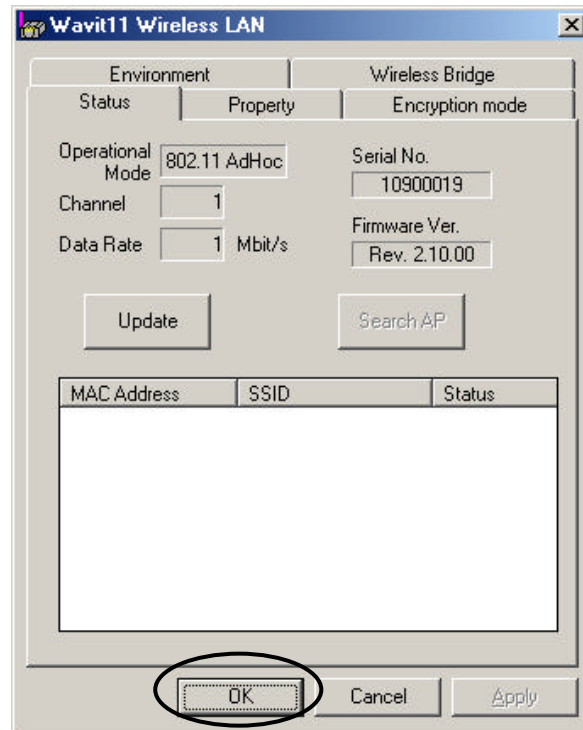 Wavit11 Wireless LAN
Environment
Wireless Bridge
Status
Property
Encryption mode
Operational
Mode
802.11 AdHoc
Channel
1
Data Rate
1 Mbit/s
Serial No.
10900019
Firmware Ver.
Rev. 2.10.00
Update
Search AP
MAC Address
SSID
Status
OK
Cancel
Apply